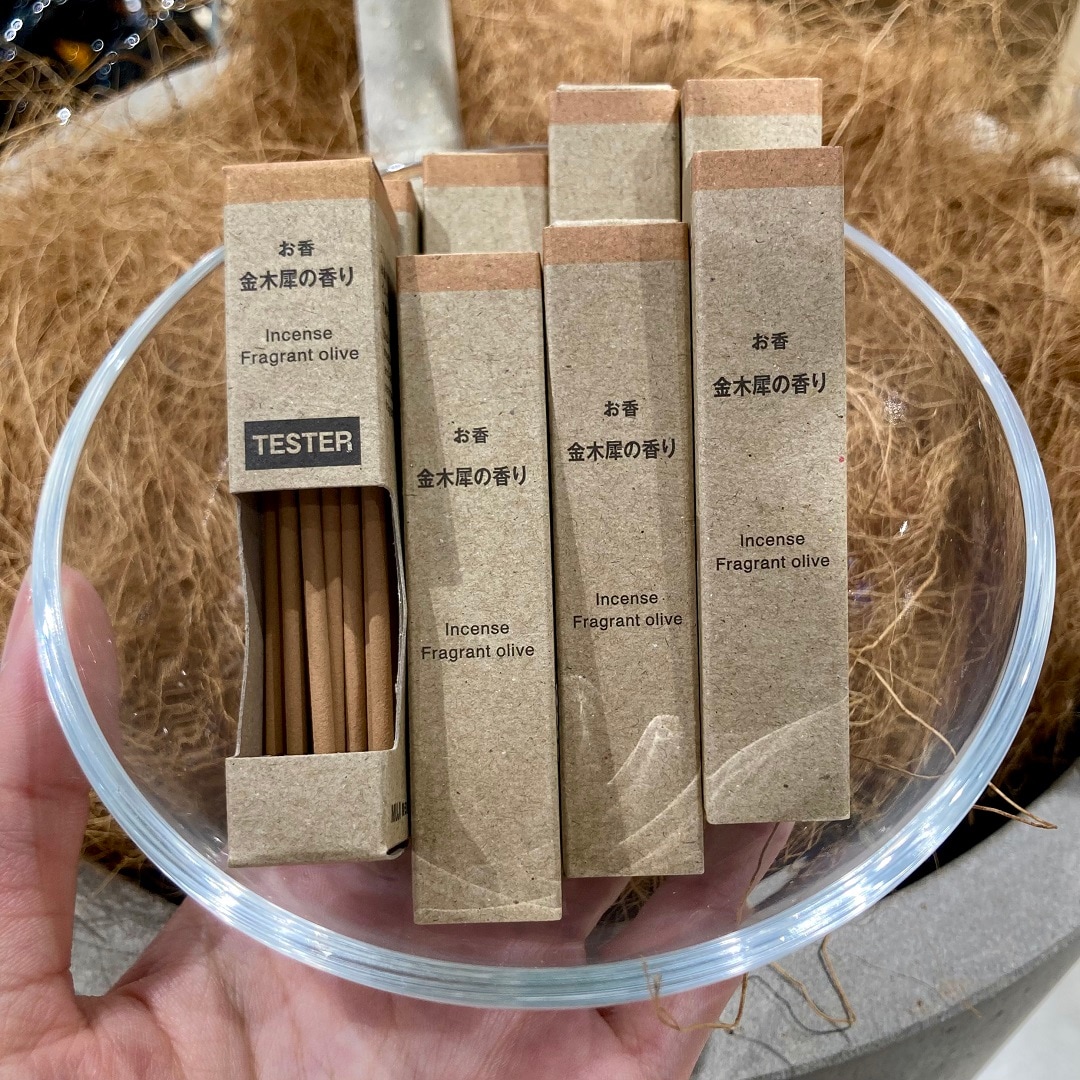 お香
金木犀の香り
Incense
Fragrant olive
TESTER
お香
金木犀の香り
Incense
Fragrant olive
お香
金木犀の香り
Incense
Fragrant olive
お香
金木犀の香り
Incense
Fragrant olive
MUJI